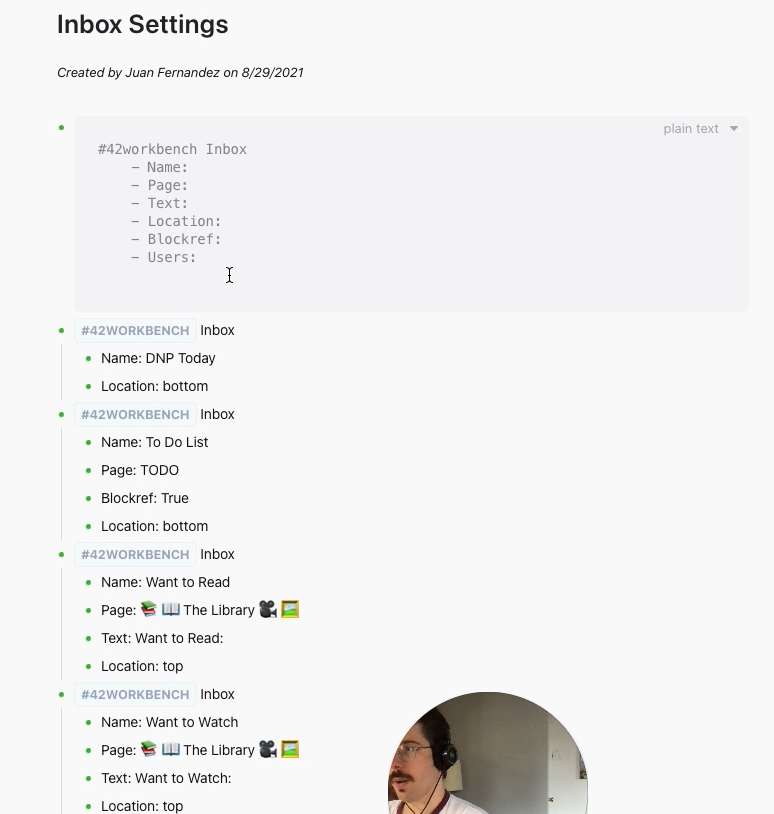 Inbox Settings
Created by Juan Fernandez on 8/29/2021
plain text
#42workbench Inbox
– Name:
– Page:
– Text:
– Location:
– Blockref:
– Users:
#42WORKBENCH Inbox
Name: DNP Today
Location: bottom
#42WORKBENCH Inbox
Name: To Do List
Page: TODO
Blockref: True
Location: bottom
#42WORKBENCH Inbox
Name: Want to Read
Page: 📚 📖 The Library 🎥 🖼️
Text: Want to Read:
Location: top
#42WORKBENCH Inbox
Name: Want to Watch
Page: 📚 📖 The Library 🎥 🖼️
Text: Want to Watch:
Location: top